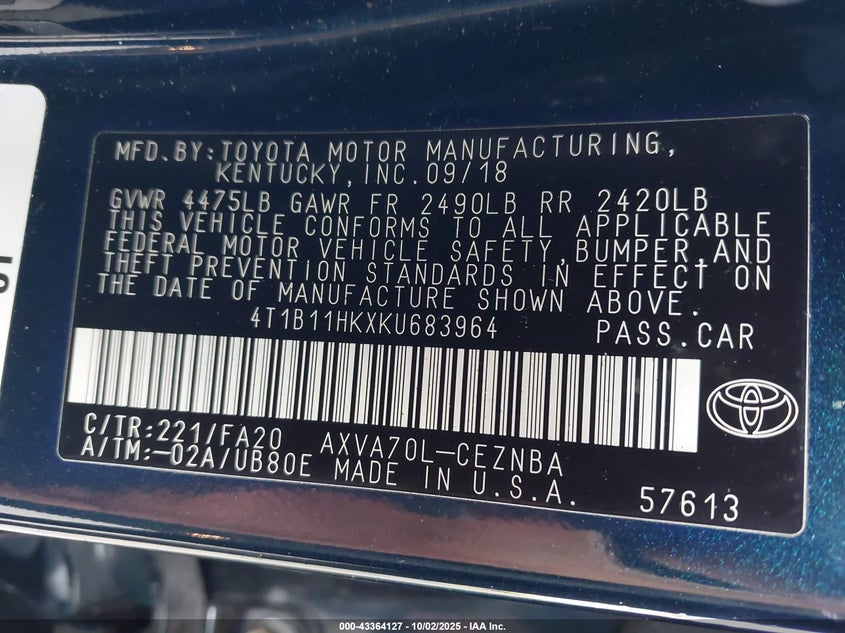 MFD.BY:TOYOTA MOTOR MANUFACTURING,
KENTUCKY,INC.09/18
GVWR 4475LB GAWR FR 2490LB RR 2420LB
THIS VEHICLE CONFORMS TO ALL APPLICABLE
FEDERAL MOTOR VEHICLE SAFETY,BUMPER,AND
THEFT PREVENTION STANDARDS IN EFFECT ON
THE DATE OF MANUFACTURE SHOWN ABOVE.
4T1B11HKXKU683964 PASS.CAR
C/TR:221/FA20 AXVA70L-CEZNBA
A/TM:-02A/UB80E MADE IN U.S.A.
57613
000-43364127 - 10/02/2025 - IAA Inc.